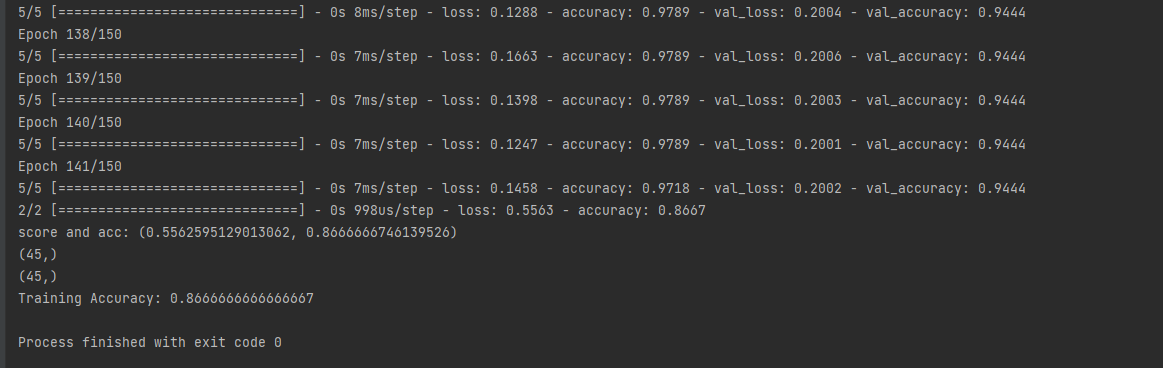 5/5 [==============================] - 0s 8ms/step - loss: 0.1288 - accuracy: 0.9789 - val_loss: 0.2004 - val_accuracy: 0.9444
Epoch 138/150
5/5 [==============================] - 0s 7ms/step - loss: 0.1663 - accuracy: 0.9789 - val_loss: 0.2006 - val_accuracy: 0.9444
Epoch 139/150
5/5 [==============================] - 0s 7ms/step - loss: 0.1398 - accuracy: 0.9789 - val_loss: 0.2003 - val_accuracy: 0.9444
Epoch 140/150
5/5 [==============================] - 0s 7ms/step - loss: 0.1247 - accuracy: 0.9789 - val_loss: 0.2001 - val_accuracy: 0.9444
Epoch 141/150
5/5 [==============================] - 0s 7ms/step - loss: 0.1458 - accuracy: 0.9718 - val_loss: 0.2002 - val_accuracy: 0.9444
2/2 [==============================] - 0s 998us/step - loss: 0.5563 - accuracy: 0.8667
score and acc: (0.5562595129013062, 0.8666666746139526)
(45,)
(45,)
Training Accuracy: 0.8666666666666667
Process finished with exit code 0